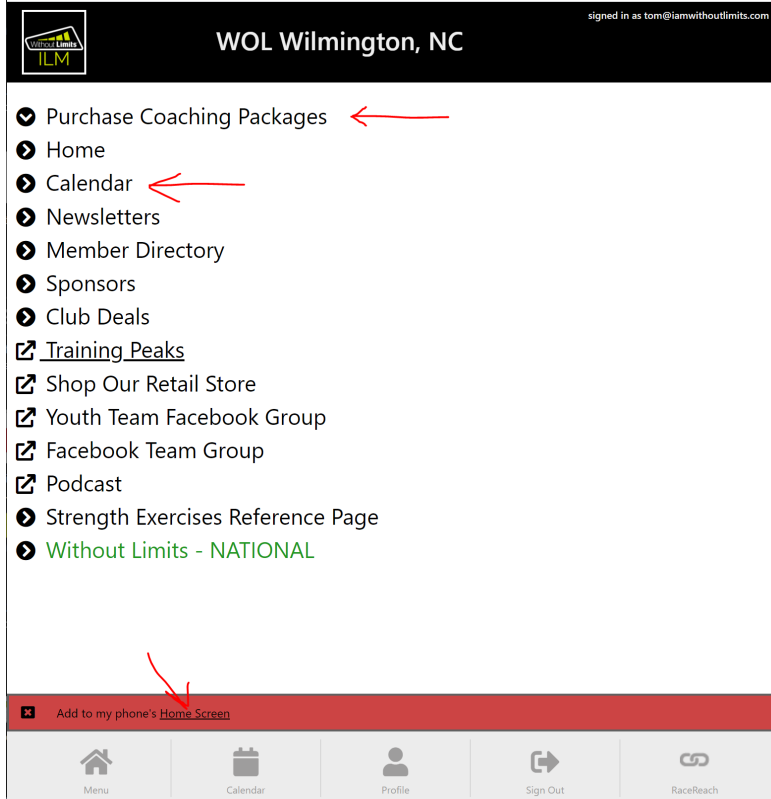 signed in as tom@iamwithoutlimits.com
Without Limits
ILM
WOL Wilmington, NC
Purchase Coaching Packages
Home
Calendar
Newsletters
Member Directory
Sponsors
Club Deals
Training Peaks
Shop Our Retail Store
Youth Team Facebook Group
Facebook Team Group
Podcast
Strength Exercises Reference Page
Without Limits - NATIONAL
Add to my phone's Home Screen
Menu Calendar Profile Sign Out RaceReach